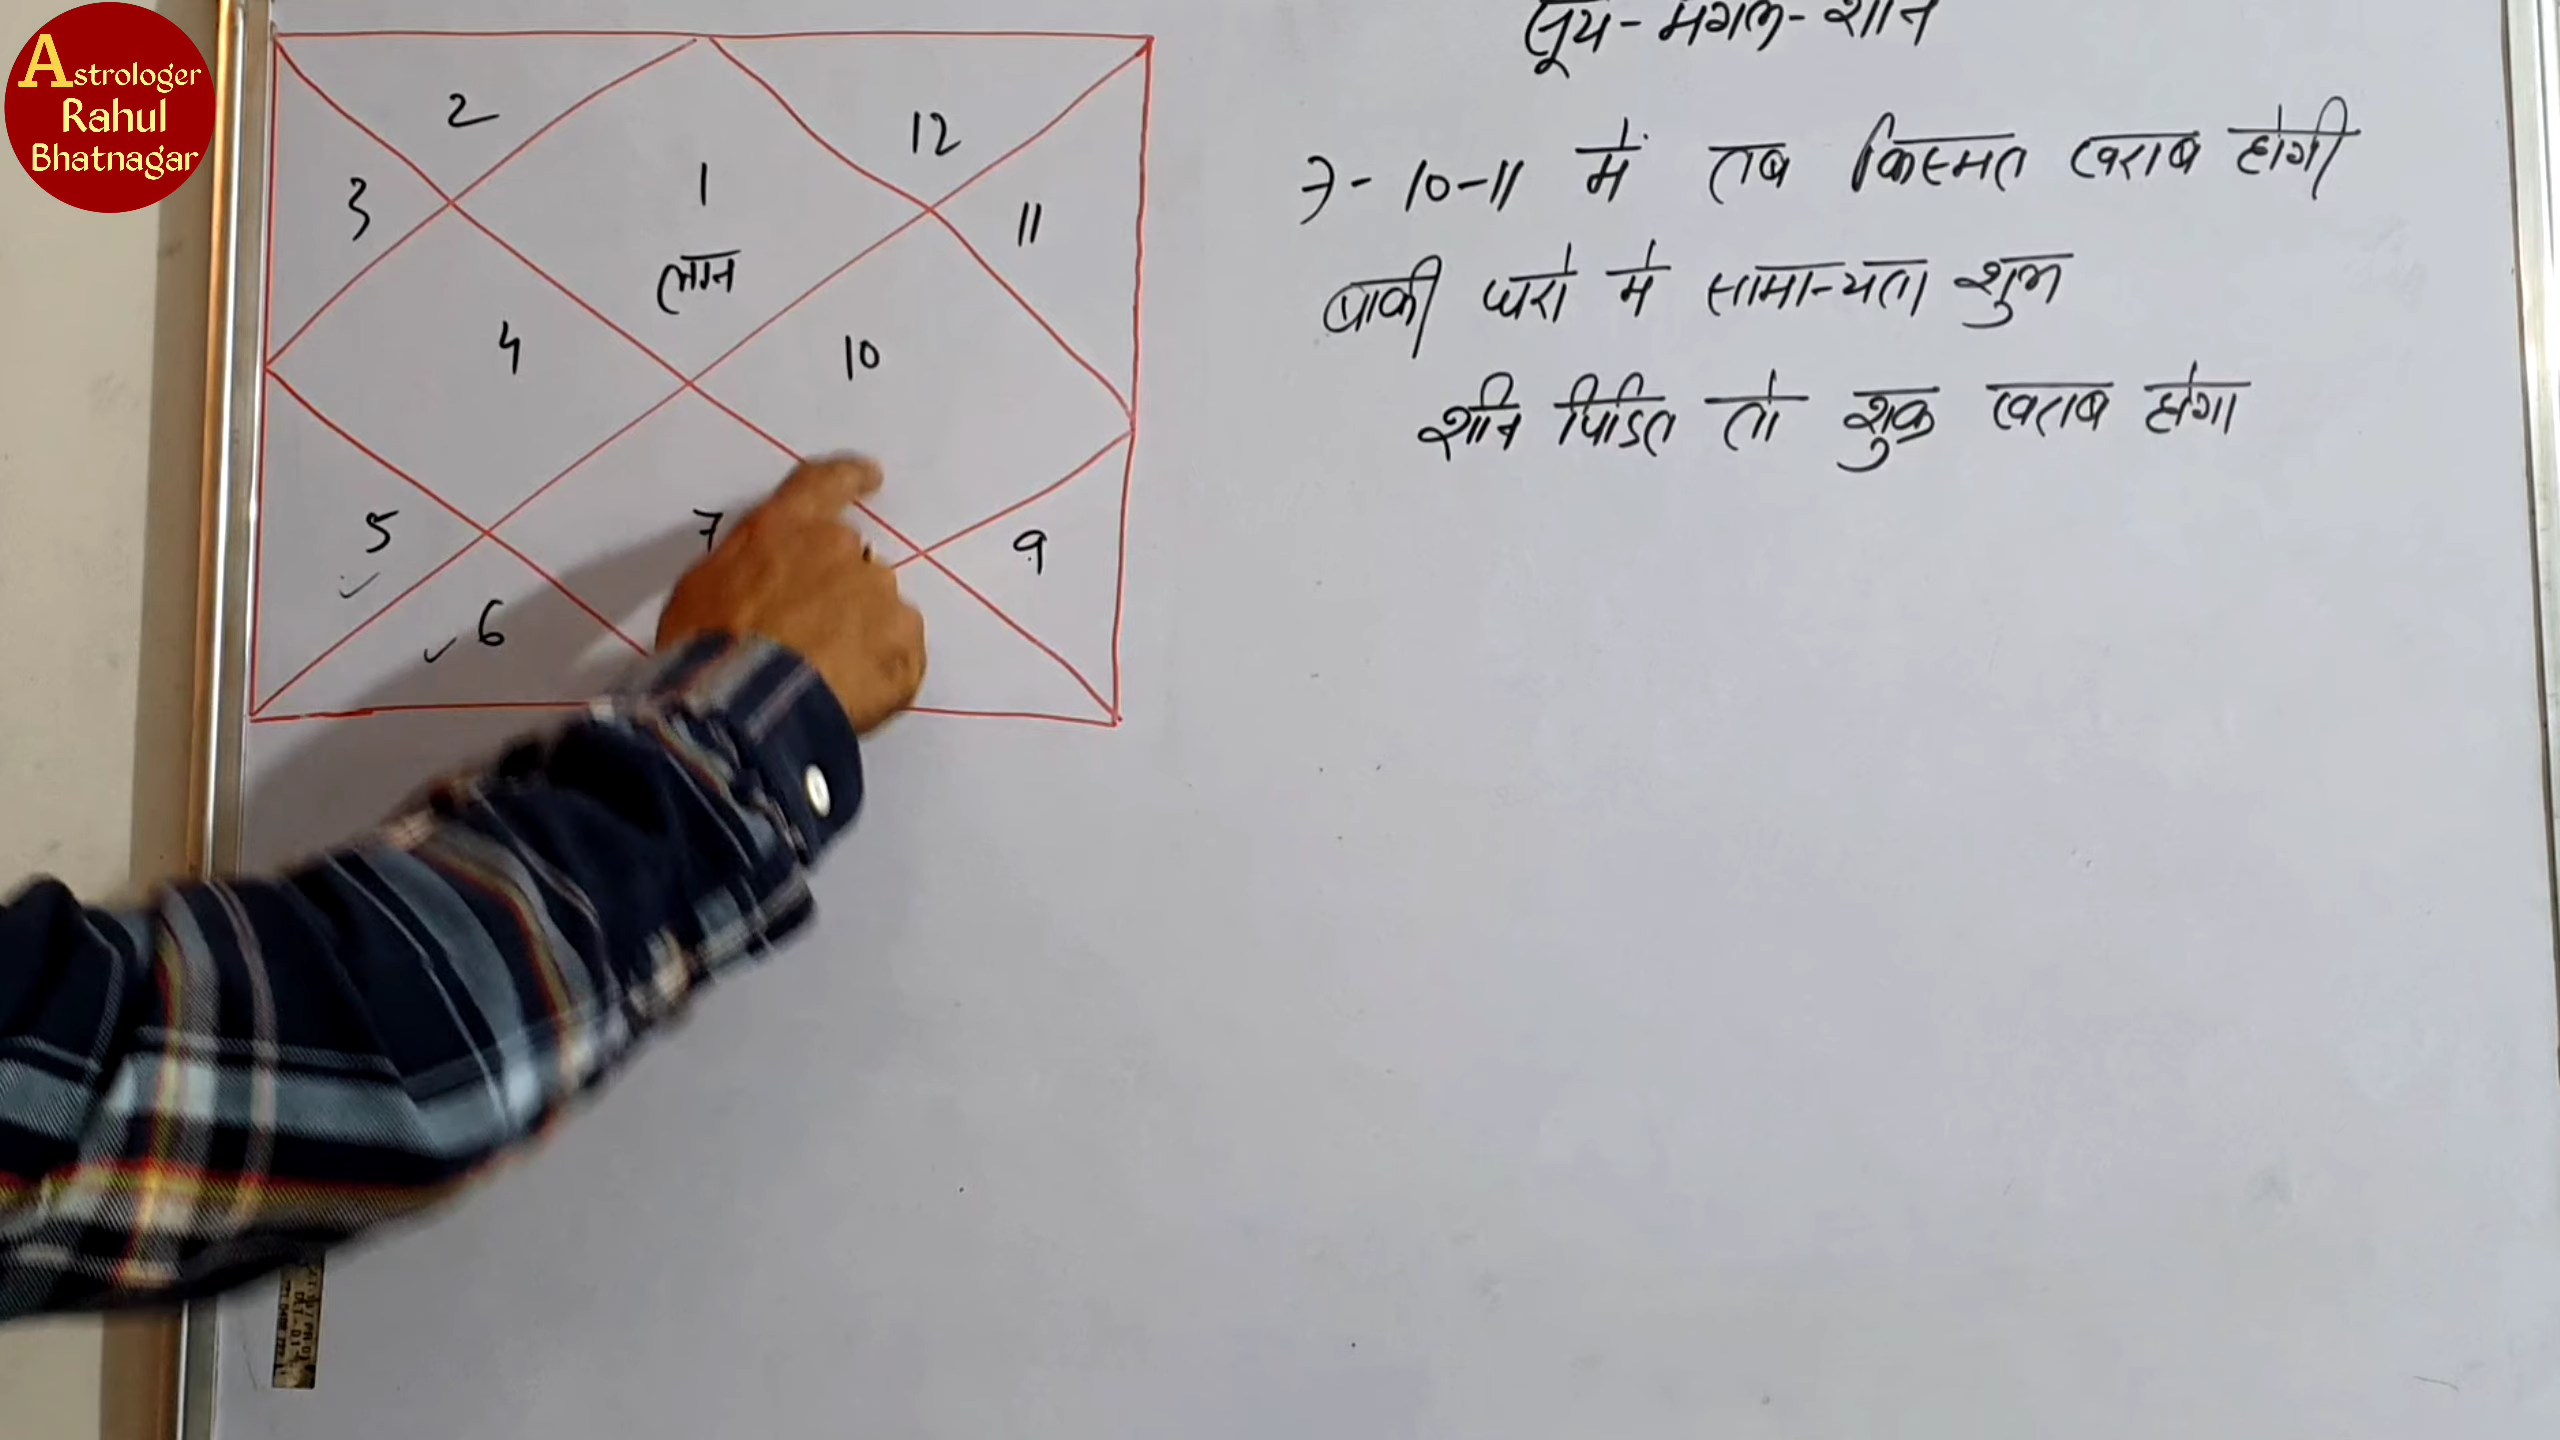 Astrologer
Rahul
Bhatnagar
2
12
3
1
11
लग्न
4
10
5
7
9
6
सूर्य - मंगल - शनि
7 - 10 - 11 में तब किस्मत खराब होगी
बाकी घरों में सामान्यता शुभ
शनि पिडित तो शुक्र खराब होगा